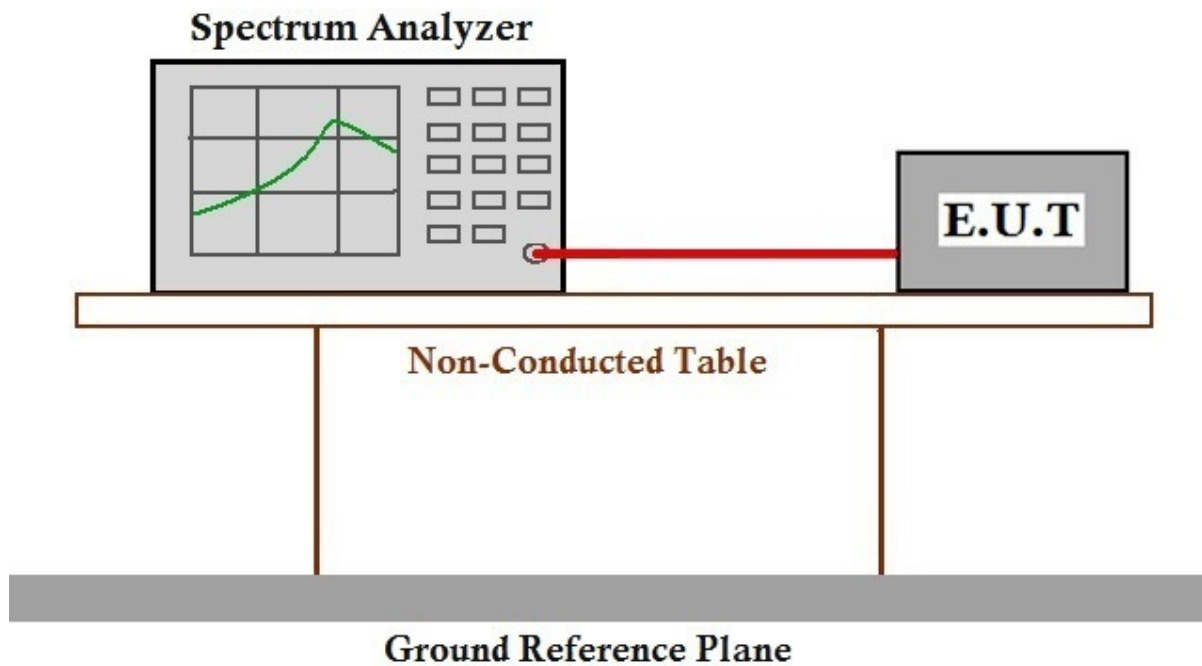 Spectrum Analyzer
E.U.T
Non-Conducted Table
Ground Reference Plane